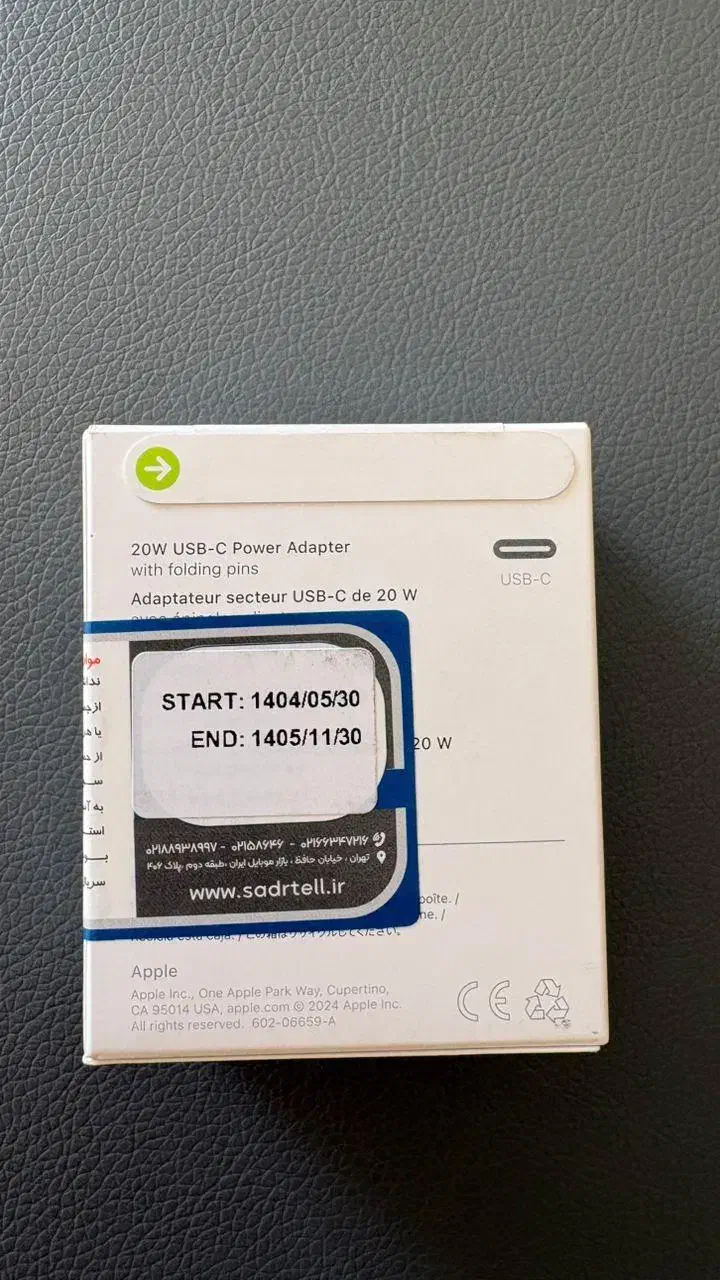 20W USB-C Power Adapter
with folding pins
USB-C
Adaptateur secteur USB-C de 20 W
START: 1404/05/30
END: 1405/11/30
20 W
۰۲۱۶۶۳۴۷۲۱۶ - ۰۲۱۵۸۶۴۶ - ۰۲۱۸۸۹۳۸۹۹۷
تهران ، خیابان حافظ ، بازار موبایل ایران ،طبقه دوم ،پلاک ۴۰۶
www.sadrtell.ir
boîte. /
Apple
Apple Inc., One Apple Park Way, Cupertino,
CA 95014 USA, apple.com © 2024 Apple Inc.
All rights reserved. 602-06659-A
CE